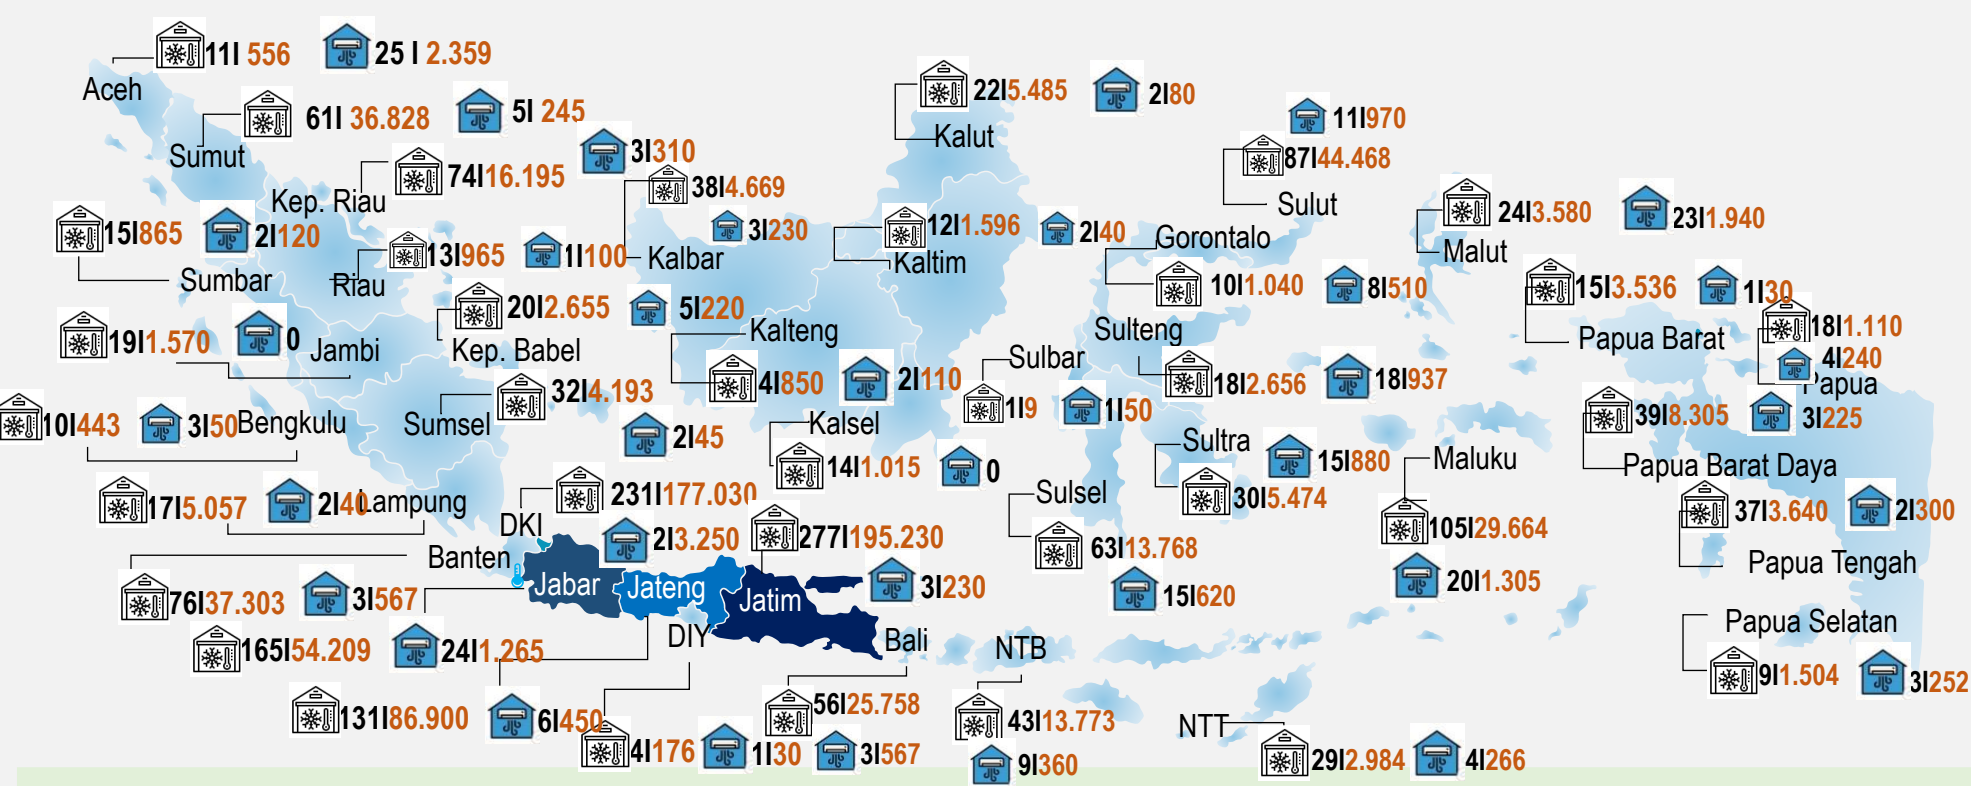 11I 556
25 I 2.359
Aceh
61I 36.828
5I 245
Sumut
74I16.195
3I310
Kep. Riau
38I4.669
3I230
Kalbar
22I5.485
2I80
Kalut
11I970
87I44.468
Sulut
15I865
2I120
Sumbar
13I965
1I100
Riau
12I1.596
2I40
Kaltim
Gorontalo
10I1.040
8I510
24I3.580
23I1.940
Malut
15I3.536
1I30
Papua Barat
18I1.110
4I240
Papua
19I1.570
0
Jambi
20I2.655
5I220
Kep. Babel
Kalteng
4I850
2I110
Sulbar
1I9
1I50
Sulteng
18I2.656
18I937
39I8.305
3I225
Papua Barat Daya
10I443
3I50
Bengkulu
32I4.193
2I45
Sumsel
Kalsel
14I1.015
0
Sultra
15I880
30I5.474
Maluku
105I29.664
20I1.305
17I5.057
2I40
Lampung
231I177.030
2I3.250
DKI
277I195.230
3I230
Sulsel
63I13.768
15I620
37I3.640
2I300
Papua Tengah
Banten
76I37.303
3I567
Jabar
Jateng
Jatim
165I54.209
24I1.265
DIY
Bali
NTB
Papua Selatan
9I1.504
3I252
131I86.900
6I450
4I176
1I30
56I25.758
3I567
43I13.773
9I360
NTT
29I2.984
4I266